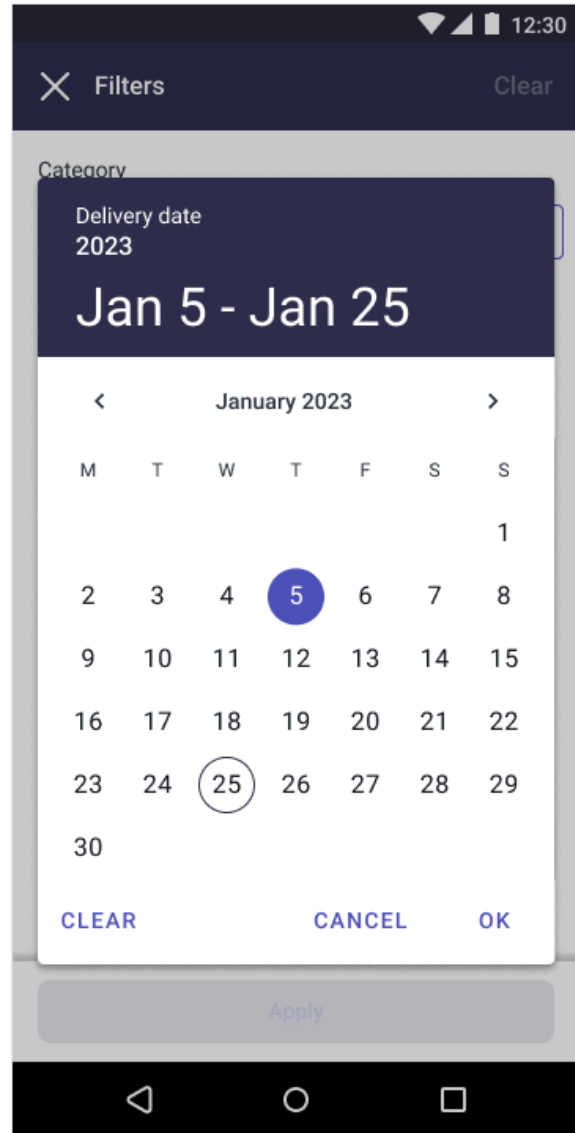 12:30
Filters Clear
Category
Delivery date
2023
Jan 5 - Jan 25
January 2023
M T W T F S S
1
2 3 4 5 6 7 8
9 10 11 12 13 14 15
16 17 18 19 20 21 22
23 24 25 26 27 28 29
30
CLEAR CANCEL OK
Apply